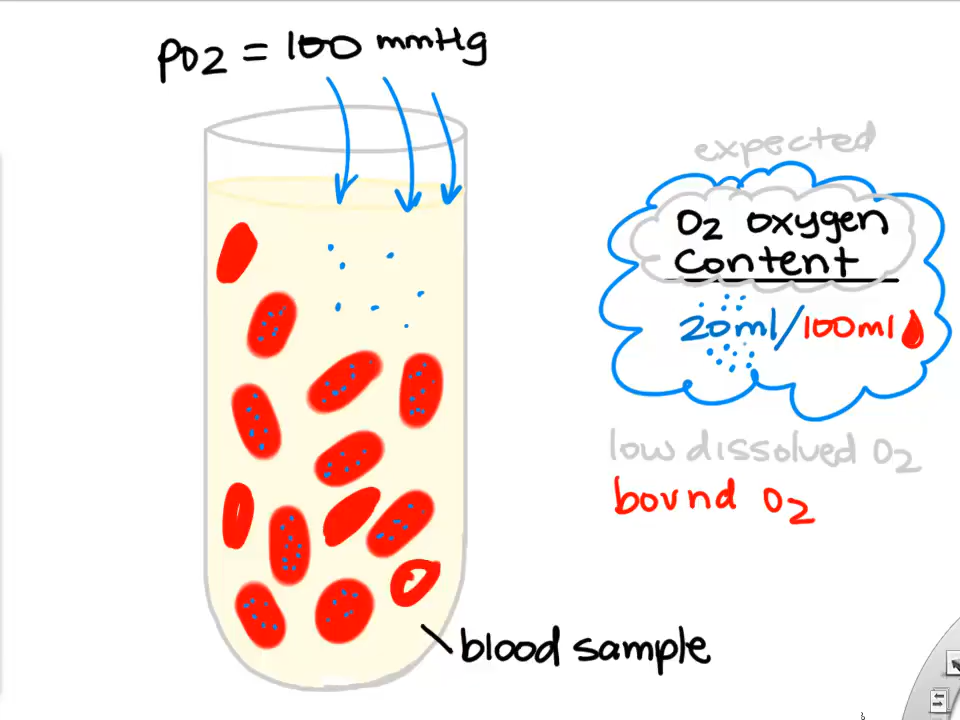 PO2 = 100 mmHg
expected
O2 oxygen
content
20ml/100ml
low dissolved O2
bound O2
blood sample